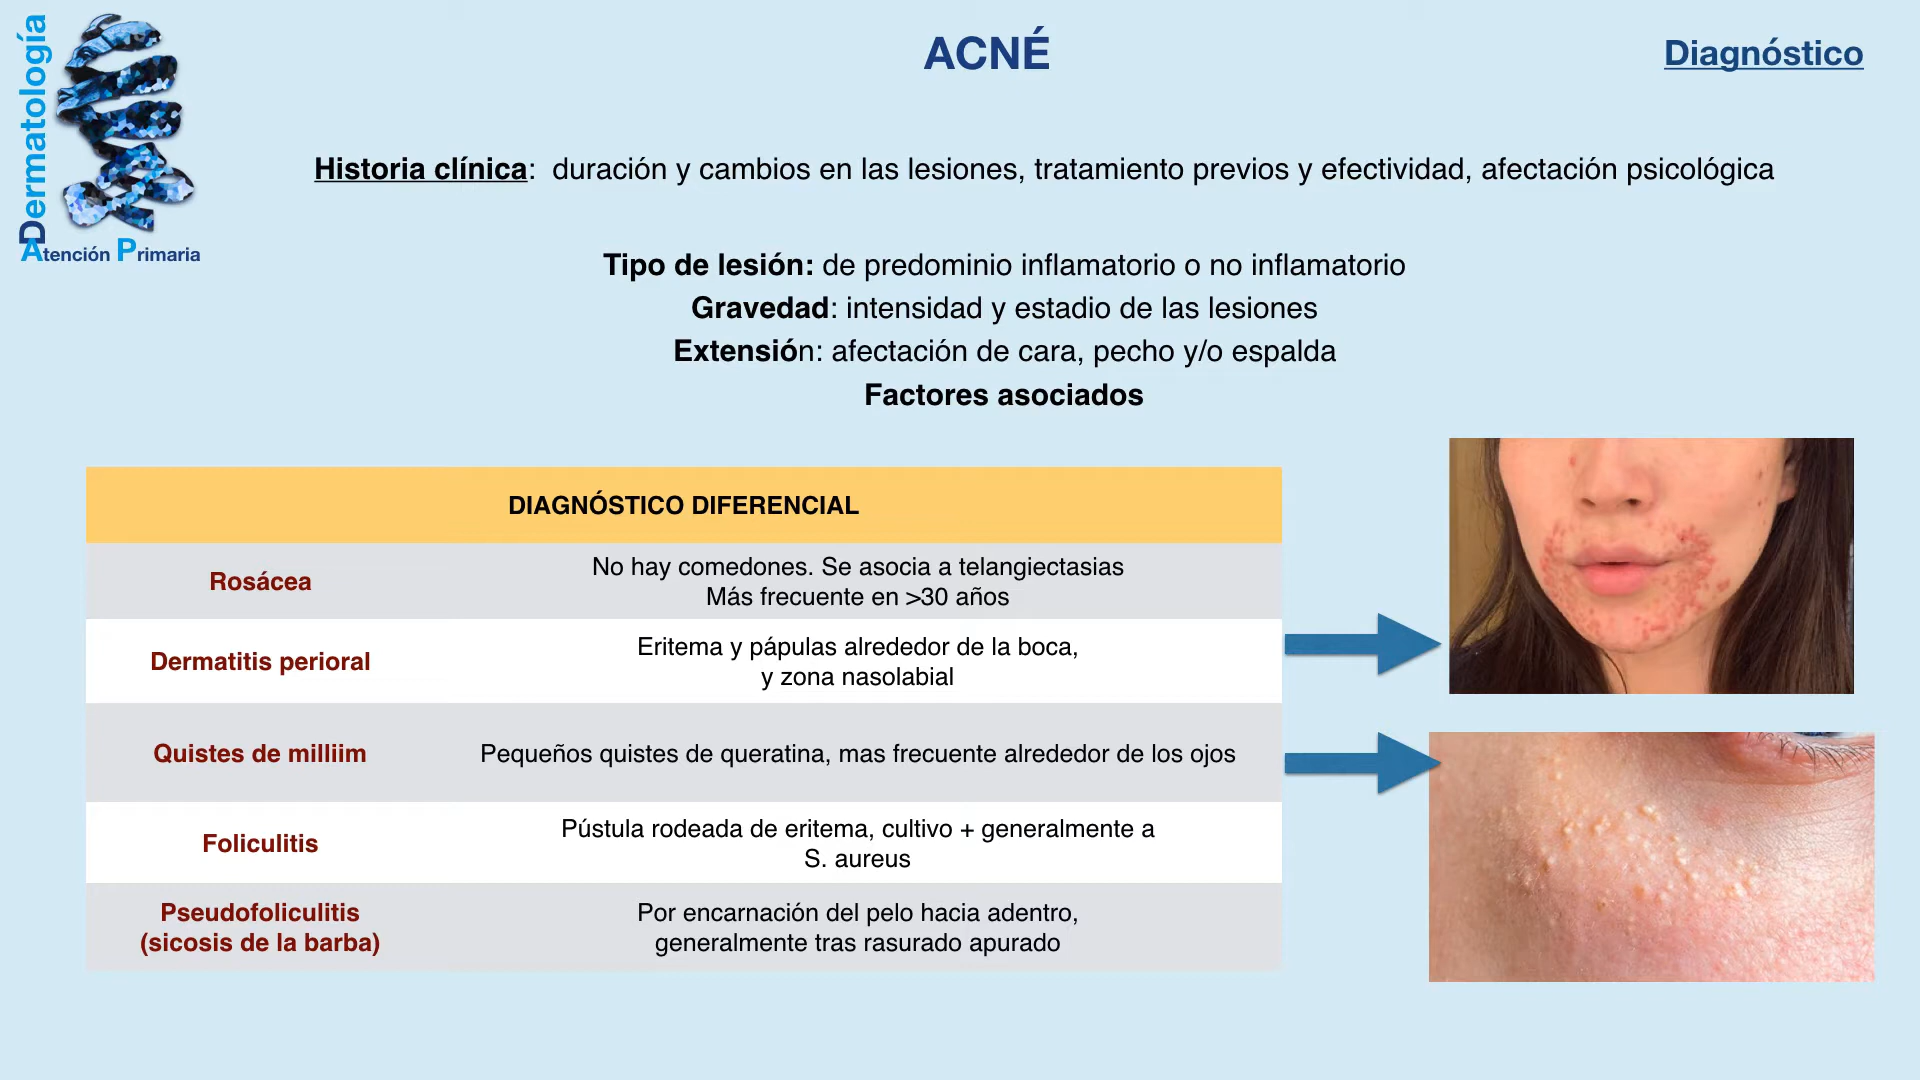 Dermatología
Atención Primaria
ACNÉ
Diagnóstico
Historia clínica:  duración y cambios en las lesiones, tratamiento previos y efectividad, afectación psicológica
Tipo de lesión: de predominio inflamatorio o no inflamatorio
Gravedad: intensidad y estadio de las lesiones
Extensión: afectación de cara, pecho y/o espalda
Factores asociados
DIAGNÓSTICO DIFERENCIAL
Rosácea
No hay comedones. Se asocia a telangiectasias
Más frecuente en >30 años
Dermatitis perioral
Eritema y pápulas alrededor de la boca,
y zona nasolabial
Quistes de milliim
Pequeños quistes de queratina, mas frecuente alrededor de los ojos
Foliculitis
Pústula rodeada de eritema, cultivo + generalmente a
S. aureus
Pseudofoliculitis
(sicosis de la barba)
Por encarnación del pelo hacia adentro,
generalmente tras rasurado apurado